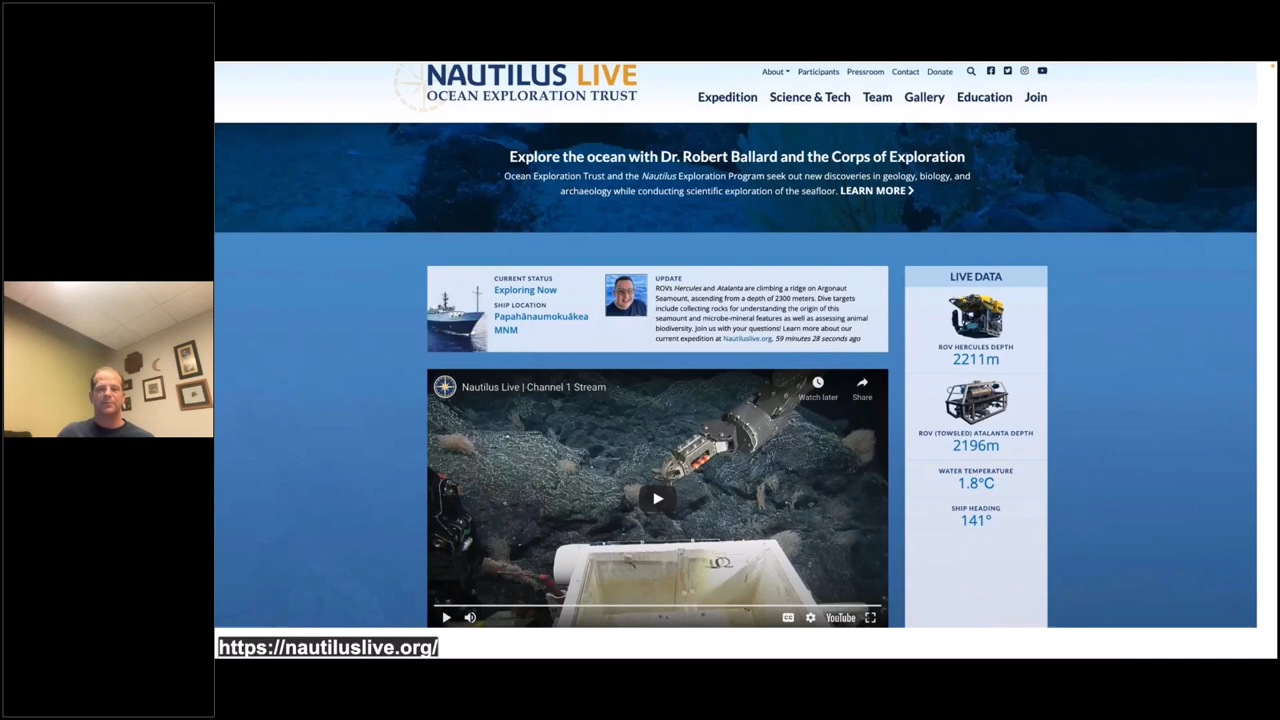 NAUTILUS LIVE
OCEAN EXPLORATION TRUST
About Participants Pressroom Contact Donate
Expedition Science & Tech Team Gallery Education Join
Explore the ocean with Dr. Robert Ballard and the Corps of Exploration
Ocean Exploration Trust and the Nautilus Exploration Program seek out new discoveries in geology, biology, and
archaeology while conducting scientific exploration of the seafloor. LEARN MORE
CURRENT STATUS
Exploring Now
SHIP LOCATION
Papahānaumokuākea
MNM
UPDATE
ROVs Hercules and Atalanta are climbing a ridge on Argonaut
Seamount, ascending from a depth of 2300 meters. Dive targets
include collecting rocks for understanding the origin of this
seamount and microbe-mineral features as well as assessing animal
biodiversity. Join us with your questions! Learn more about our
current expedition at Nautiluslive.org. 59 minutes 28 seconds ago
LIVE DATA
ROV HERCULES DEPTH
2211m
ROV (TOWSLED) ATALANTA DEPTH
2196m
WATER TEMPERATURE
1.8°C
SHIP HEADING
141°
Nautilus Live | Channel 1 Stream
Watch later
Share
CC
YouTube
https://nautiluslive.org/